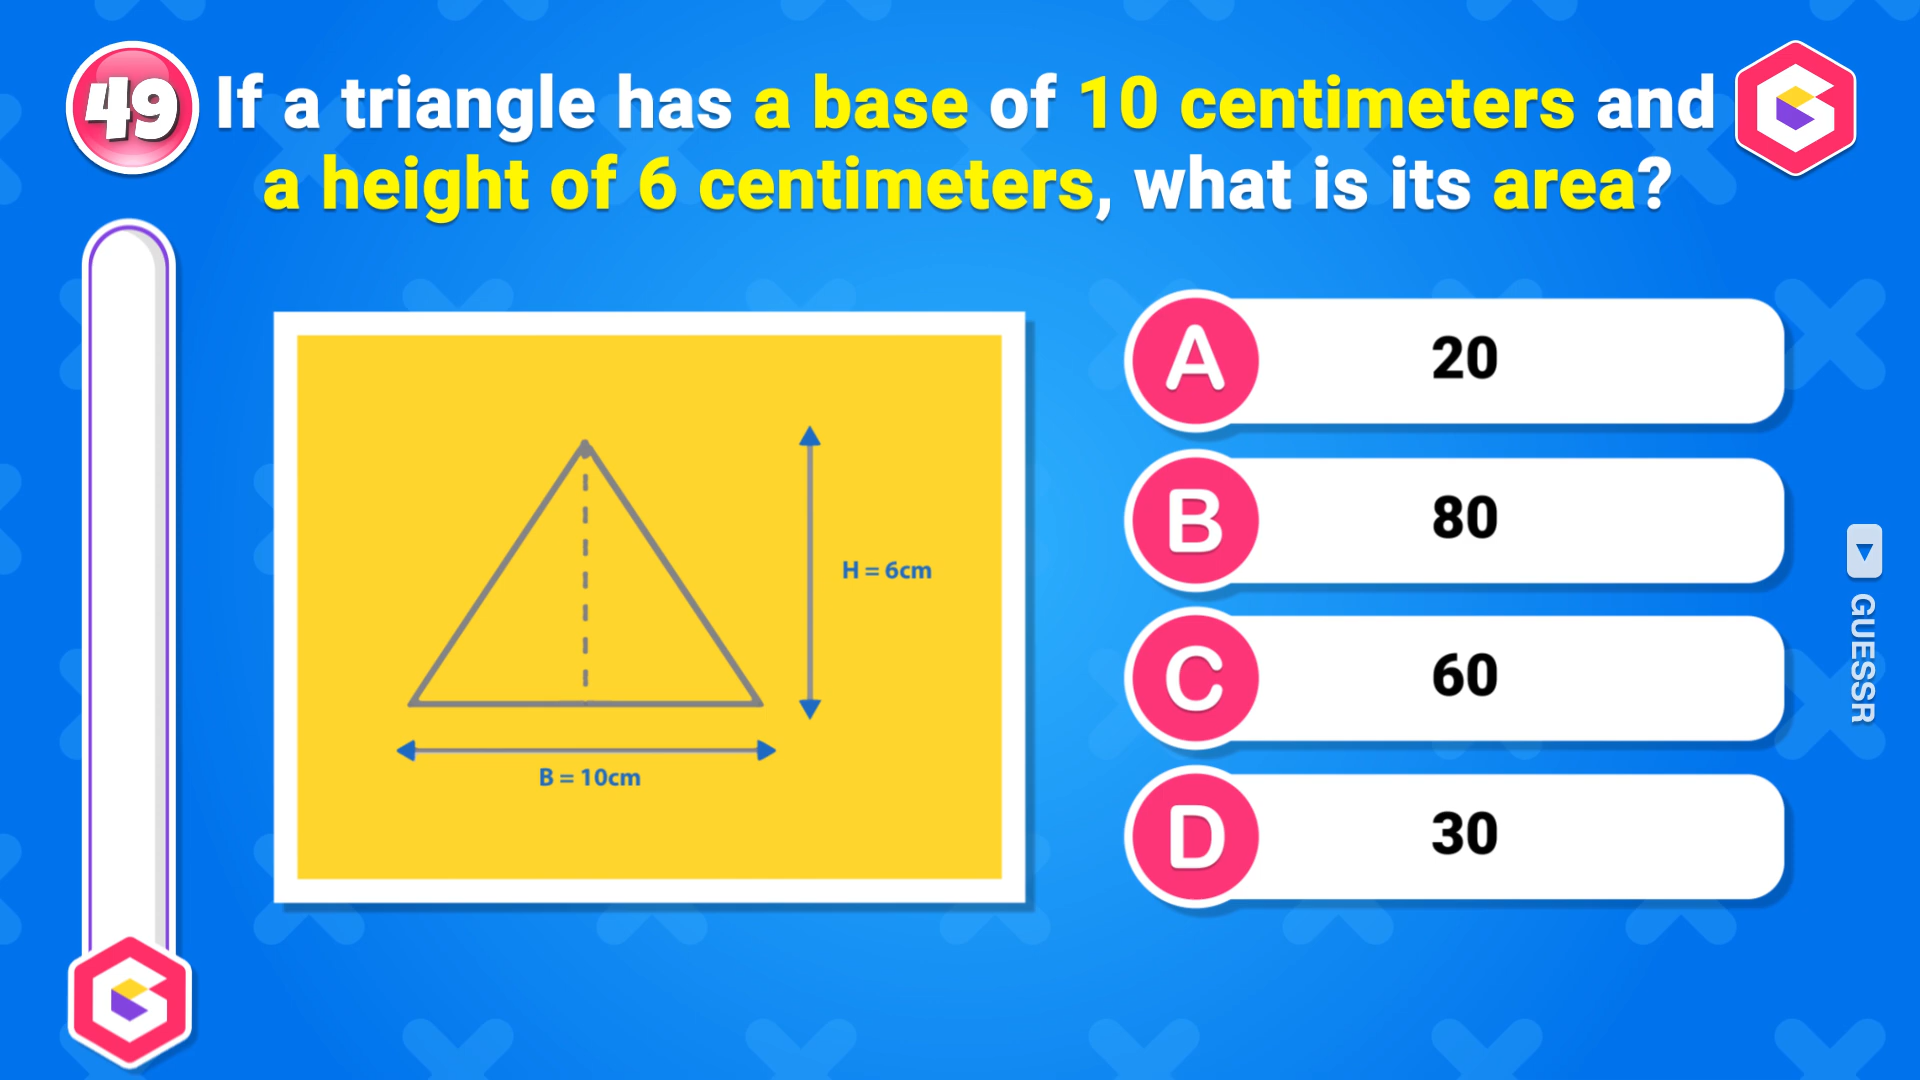 49
If a triangle has a base of 10 centimeters and
a height of 6 centimeters, what is its area?
H = 6cm
B = 10cm
A 20
B 80
C 60
D 30
GUESSR